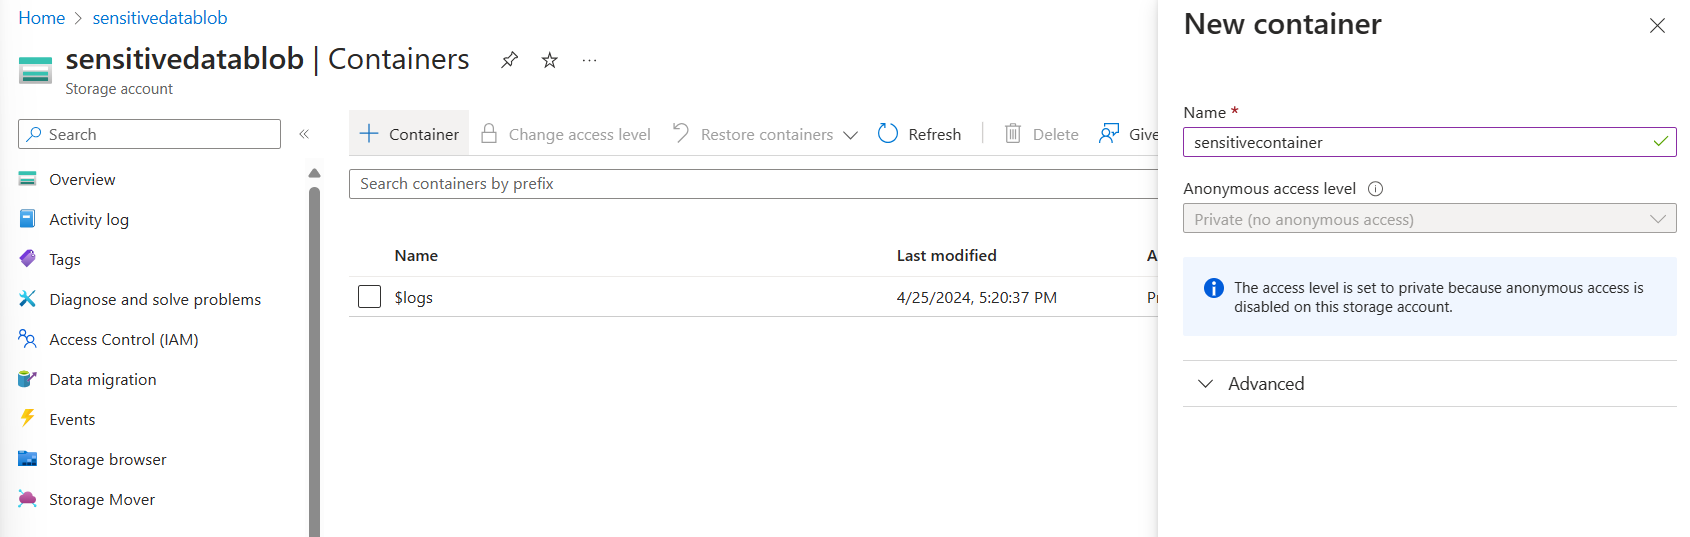 Home > sensitivedatablob
sensitivedatablob | Containers
Storage account
Search
Overview
Activity log
Tags
Diagnose and solve problems
Access Control (IAM)
Data migration
Events
Storage browser
Storage Mover
Container Change access level Restore containers Refresh Delete Give
Search containers by prefix
Name Last modified A
$logs 4/25/2024, 5:20:37 PM
New container
Name *
sensitivecontainer
Anonymous access level
Private (no anonymous access)
The access level is set to private because anonymous access is
disabled on this storage account.
Advanced